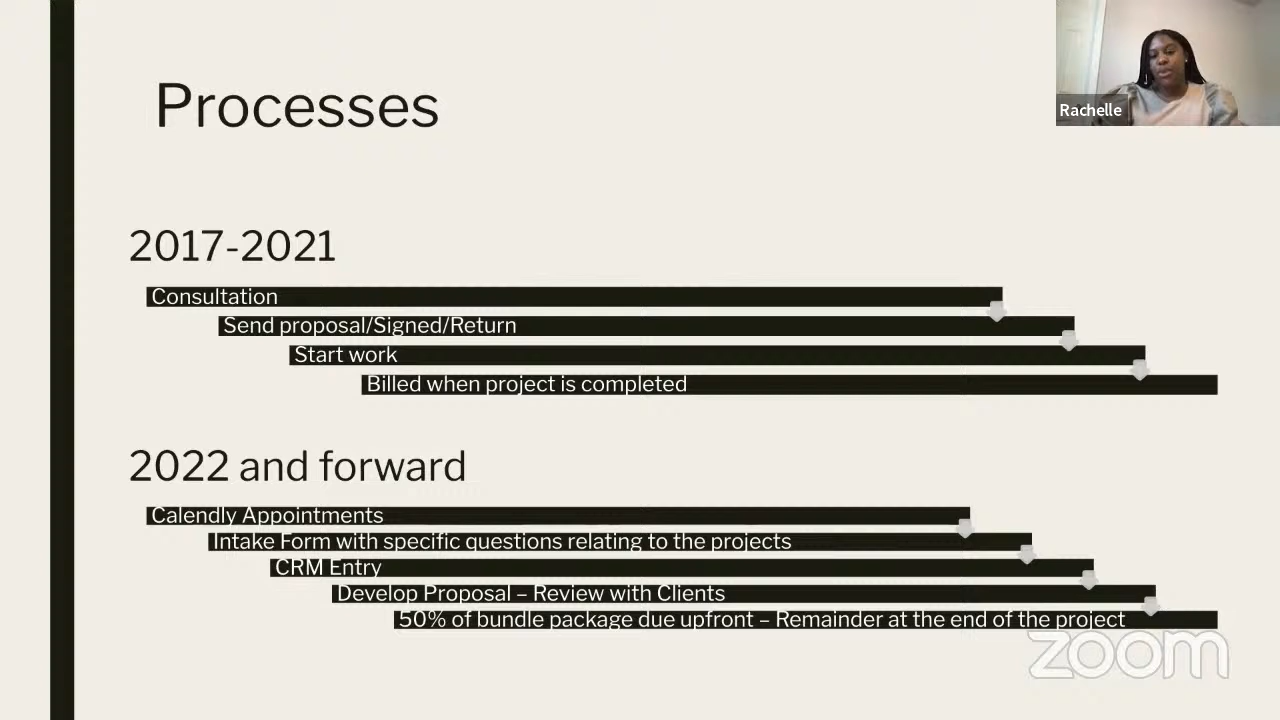 Processes
Rachelle
2017-2021
Consultation
Send proposal/Signed/Return
Start work
Billed when project is completed
2022 and forward
Calendly Appointments
Intake Form with specific questions relating to the projects
CRM Entry
Develop Proposal – Review with Clients
50% of bundle package due upfront – Remainder at the end of the project
zoom